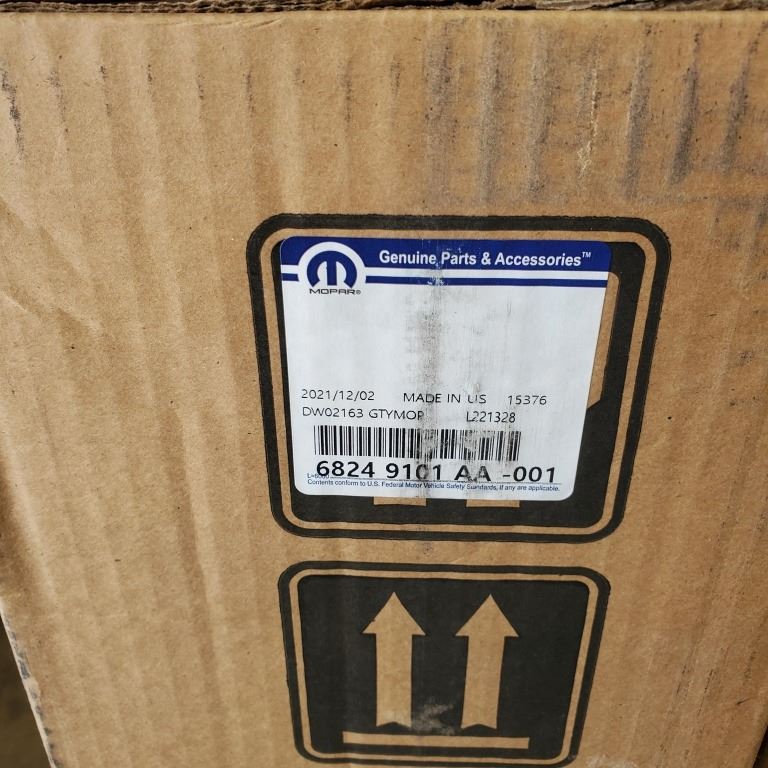 Genuine Parts & Accessories™
MOPAR®
2021/12/02 MADE IN US 15376
DW02163 GTYMOP L221328
6824 9101 AA -001
Contents conform to U.S. Federal Motor Vehicle Safety Standards, if any are applicable.